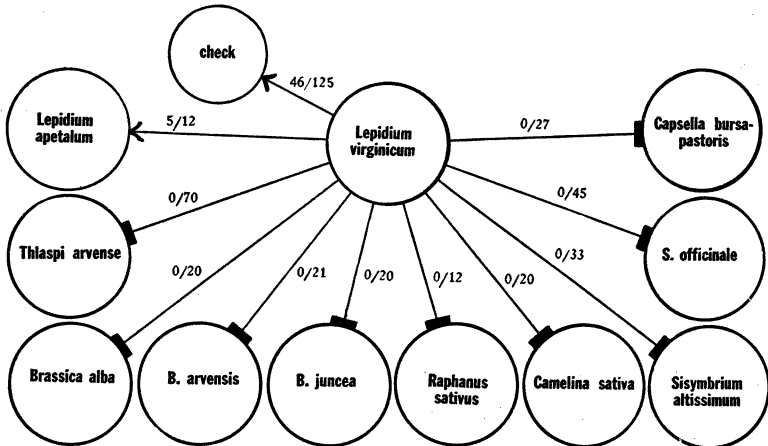 check
46/125
Lepidium
apetalum
5/12
Lepidium
virginicum
0/27
Capsella bursa-
pastoris
0/70
0/45
Thlaspi arvense
S. officinale
0/20
0/21
0/20
0/12
0/20
0/33
Brassica alba
B. arvensis
B. juncea
Raphanus
sativus
Camelina sativa
Sisymbrium
altissimum